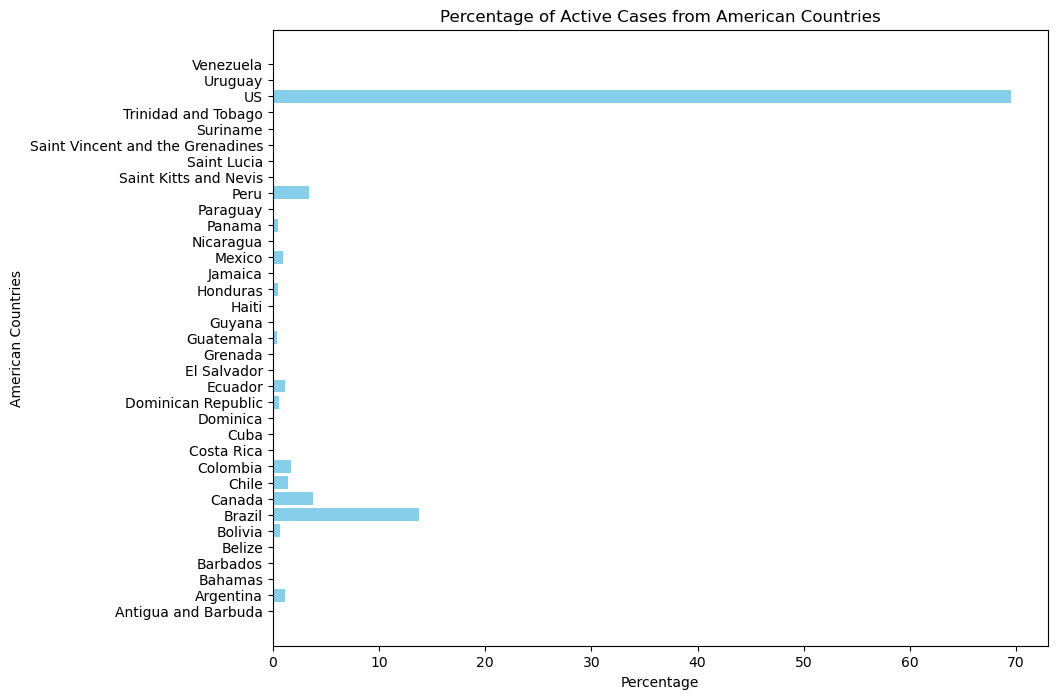 Percentage of Active Cases from American Countries
Venezuela
Uruguay
US
Trinidad and Tobago
Suriname
Saint Vincent and the Grenadines
Saint Lucia
Saint Kitts and Nevis
Peru
Paraguay
Panama
Nicaragua
Mexico
Jamaica
Honduras
Haiti
Guyana
Guatemala
Grenada
El Salvador
Ecuador
Dominican Republic
Dominica
Cuba
Costa Rica
Colombia
Chile
Canada
Brazil
Bolivia
Belize
Barbados
Bahamas
Argentina
Antigua and Barbuda
American Countries
0 10 20 30 40 50 60 70
Percentage